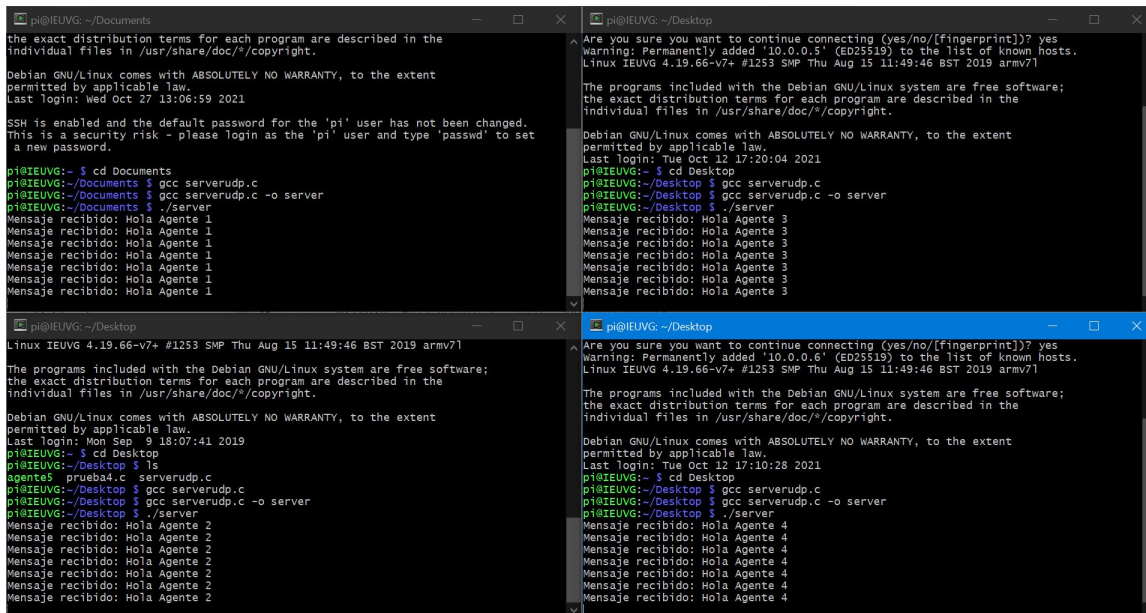 pi@IEUVG: ~/Documents
the exact distribution terms for each program are described in the
individual files in /usr/share/doc/*/copyright.
Debian GNU/Linux comes with ABSOLUTELY NO WARRANTY, to the extent
permitted by applicable law.
Last login: Wed Oct 27 13:06:59 2021
SSH is enabled and the default password for the 'pi' user has not been changed.
This is a security risk - please login as the 'pi' user and type 'passwd' to set
a new password.
pi@IEUVG:~ $ cd Documents
pi@IEUVG:~/Documents $ gcc serverudp.c
pi@IEUVG:~/Documents $ gcc serverudp.c -o server
pi@IEUVG:~/Documents $ ./server
Mensaje recibido: Hola Agente 1
Mensaje recibido: Hola Agente 1
Mensaje recibido: Hola Agente 1
Mensaje recibido: Hola Agente 1
Mensaje recibido: Hola Agente 1
Mensaje recibido: Hola Agente 1
Mensaje recibido: Hola Agente 1
pi@IEUVG: ~/Desktop
Are you sure you want to continue connecting (yes/no/[fingerprint])? yes
Warning: Permanently added '10.0.0.5' (ED25519) to the list of known hosts.
Linux IEUVG 4.19.66-v7+ #1253 SMP Thu Aug 15 11:49:46 BST 2019 armv7l
The programs included with the Debian GNU/Linux system are free software;
the exact distribution terms for each program are described in the
individual files in /usr/share/doc/*/copyright.
Debian GNU/Linux comes with ABSOLUTELY NO WARRANTY, to the extent
permitted by applicable law.
Last login: Tue Oct 12 17:20:04 2021
pi@IEUVG:~ $ cd Desktop
pi@IEUVG:~/Desktop $ gcc serverudp.c
pi@IEUVG:~/Desktop $ gcc serverudp.c -o server
pi@IEUVG:~/Desktop $ ./server
Mensaje recibido: Hola Agente 3
Mensaje recibido: Hola Agente 3
Mensaje recibido: Hola Agente 3
Mensaje recibido: Hola Agente 3
Mensaje recibido: Hola Agente 3
Mensaje recibido: Hola Agente 3
Mensaje recibido: Hola Agente 3
pi@IEUVG: ~/Desktop
Linux IEUVG 4.19.66-v7+ #1253 SMP Thu Aug 15 11:49:46 BST 2019 armv7l
The programs included with the Debian GNU/Linux system are free software;
the exact distribution terms for each program are described in the
individual files in /usr/share/doc/*/copyright.
Debian GNU/Linux comes with ABSOLUTELY NO WARRANTY, to the extent
permitted by applicable law.
Last login: Mon Sep  9 18:07:41 2019
pi@IEUVG:~ $ cd Desktop
pi@IEUVG:~/Desktop $ ls
agente5  prueba4.c  serverudp.c
pi@IEUVG:~/Desktop $ gcc serverudp.c
pi@IEUVG:~/Desktop $ gcc serverudp.c -o server
pi@IEUVG:~/Desktop $ ./server
Mensaje recibido: Hola Agente 2
Mensaje recibido: Hola Agente 2
Mensaje recibido: Hola Agente 2
Mensaje recibido: Hola Agente 2
Mensaje recibido: Hola Agente 2
Mensaje recibido: Hola Agente 2
Mensaje recibido: Hola Agente 2
pi@IEUVG: ~/Desktop
Are you sure you want to continue connecting (yes/no/[fingerprint])? yes
Warning: Permanently added '10.0.0.6' (ED25519) to the list of known hosts.
Linux IEUVG 4.19.66-v7+ #1253 SMP Thu Aug 15 11:49:46 BST 2019 armv7l
The programs included with the Debian GNU/Linux system are free software;
the exact distribution terms for each program are described in the
individual files in /usr/share/doc/*/copyright.
Debian GNU/Linux comes with ABSOLUTELY NO WARRANTY, to the extent
permitted by applicable law.
Last login: Tue Oct 12 17:10:28 2021
pi@IEUVG:~ $ cd Desktop
pi@IEUVG:~/Desktop $ gcc serverudp.c
pi@IEUVG:~/Desktop $ gcc serverudp.c -o server
pi@IEUVG:~/Desktop $ ./server
Mensaje recibido: Hola Agente 4
Mensaje recibido: Hola Agente 4
Mensaje recibido: Hola Agente 4
Mensaje recibido: Hola Agente 4
Mensaje recibido: Hola Agente 4
Mensaje recibido: Hola Agente 4
Mensaje recibido: Hola Agente 4